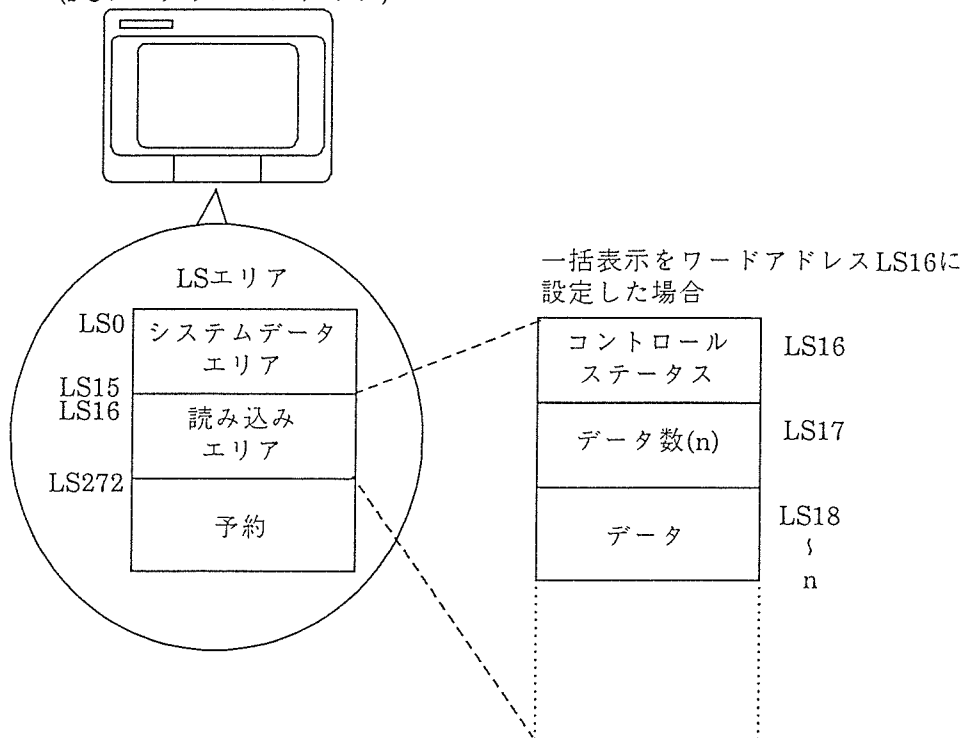 LSエリア
LS0
システムデータ
エリア
LS15
LS16
読み込み
エリア
LS272
予約
一括表示をワードアドレスLS16に
設定した場合
コントロール
ステータス
LS16
データ数(n)
LS17
データ
LS18
〜
n